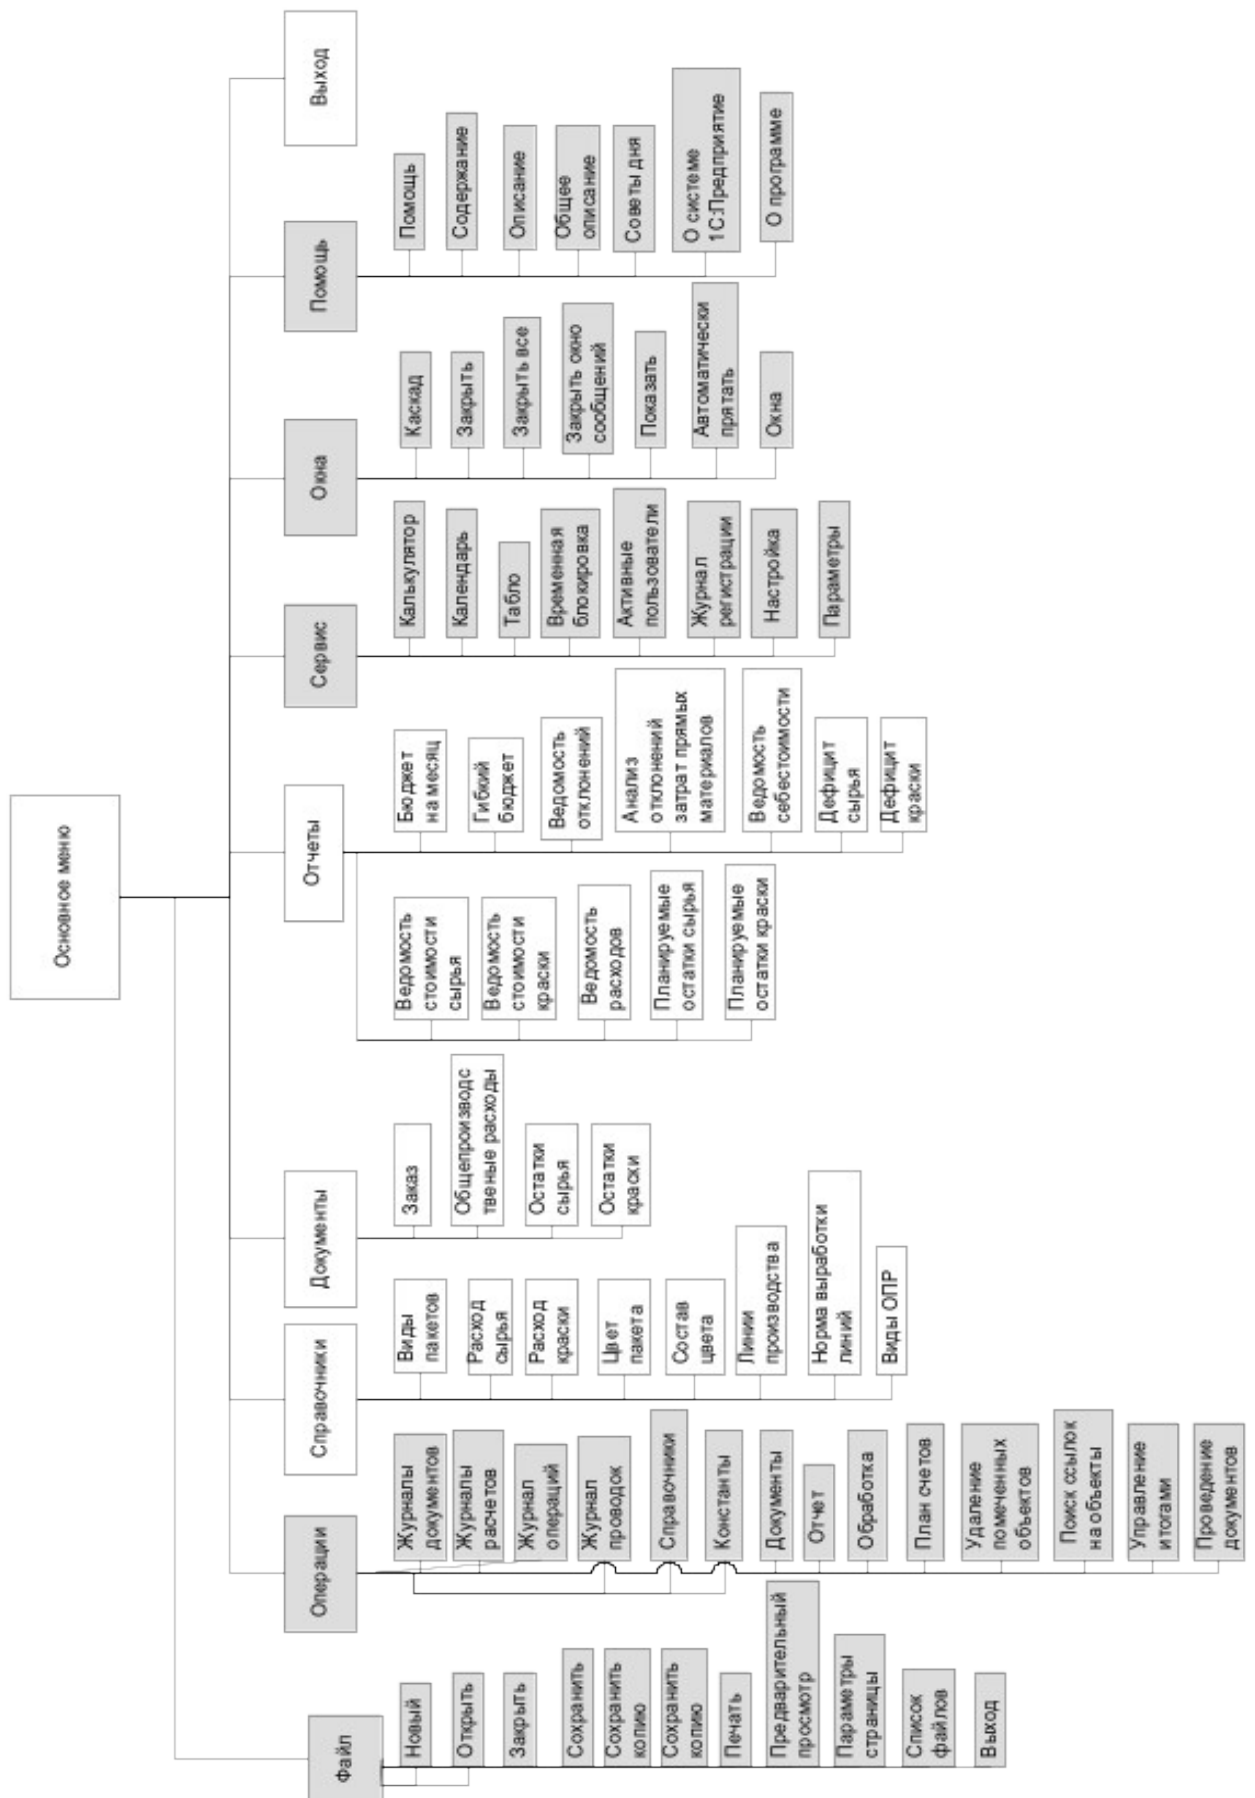 Основное меню
Файл
Операции
Справочники
Документы
Отчеты
Сервис
Окна
Помощь
Выход
Новый
Открыть
Закрыть
Сохранить
Сохранить
копию
Сохранить
копию
Печать
Предварительный
просмотр
Параметры
страницы
Список
файлов
Выход
Журналы
документов
Журналы
расчетов
Журнал
операций
Журнал
проводок
Справочники
Константы
Документы
Отчет
Обработка
План счетов
Удаление
помеченных
объектов
Поиск ссылок
на объекты
Управление
итогами
Проведение
документов
Виды
пакетов
Расход
сырья
Расход
краски
Цвет
пакета
Состав
цвета
Линии
производства
Норма выработки
линий
Виды ОПР
Заказ
Общепроизводс
твеные расходы
Остатки
сырья
Остатки
краски
Ведомость
стоимости
сырья
Ведомость
стоимости
краски
Ведомость
расходов
Планируемые
остатки сырья
Планируемые
остатки краски
Бюджет
на месяц
Гибкий
бюджет
Ведомость
отклонений
Анализ
отклонений
затрат прямых
материалов
Ведомость
себестоимости
Дефицит
сырья
Дефицит
краски
Калькулятор
Календарь
Табло
Временная
блокировка
Активные
пользователи
Журнал
регистрации
Настройка
Параметры
Каскад
Закрыть
Закрыть все
Закрыть окно
сообщений
Показать
Автоматически
прятать
Окна
Помощь
Содержание
Описание
Общее
описание
Советы дня
О системе
1С:Предприятие
О программе